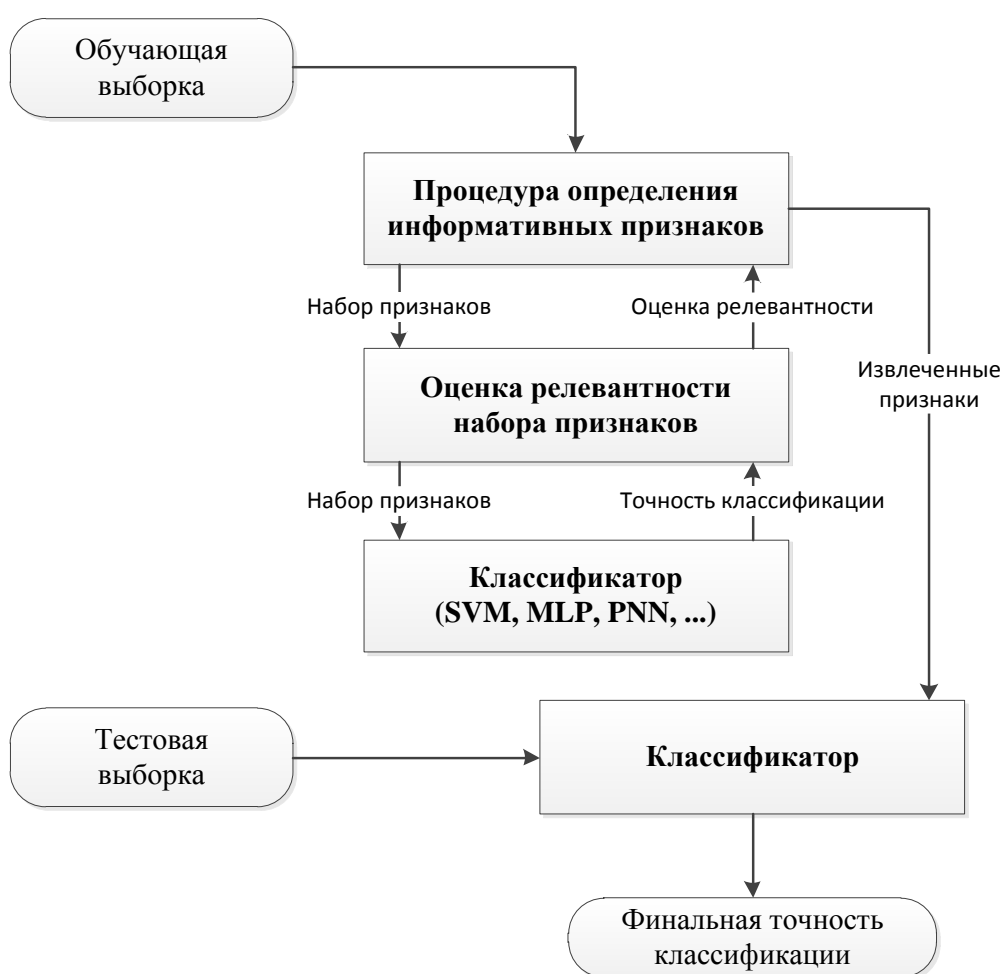 Обучающая
выборка
Процедура определения
информативных признаков
Набор признаков
Оценка релевантности
Оценка релевантности
набора признаков
Извлеченные
признаки
Набор признаков
Точность классификации
Классификатор
(SVM, MLP, PNN, ...)
Тестовая
выборка
Классификатор
Финальная точность
классификации